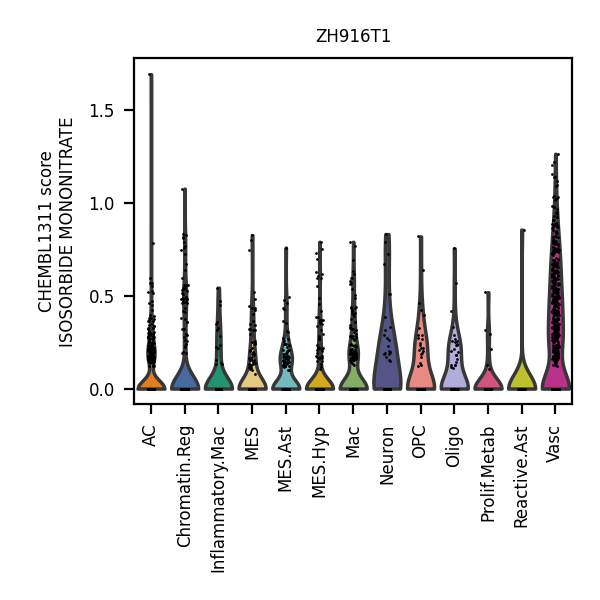 ZH916T1
CHEMBL1311 score
ISOSORBIDE MONONITRATE
1.5
1.0
0.5
0.0
AC
Chromatin.Reg
Inflammatory.Mac
MES
MES.Ast
MES.Hyp
Mac
Neuron
OPC
Oligo
Prolif.Metab
Reactive.Ast
Vasc